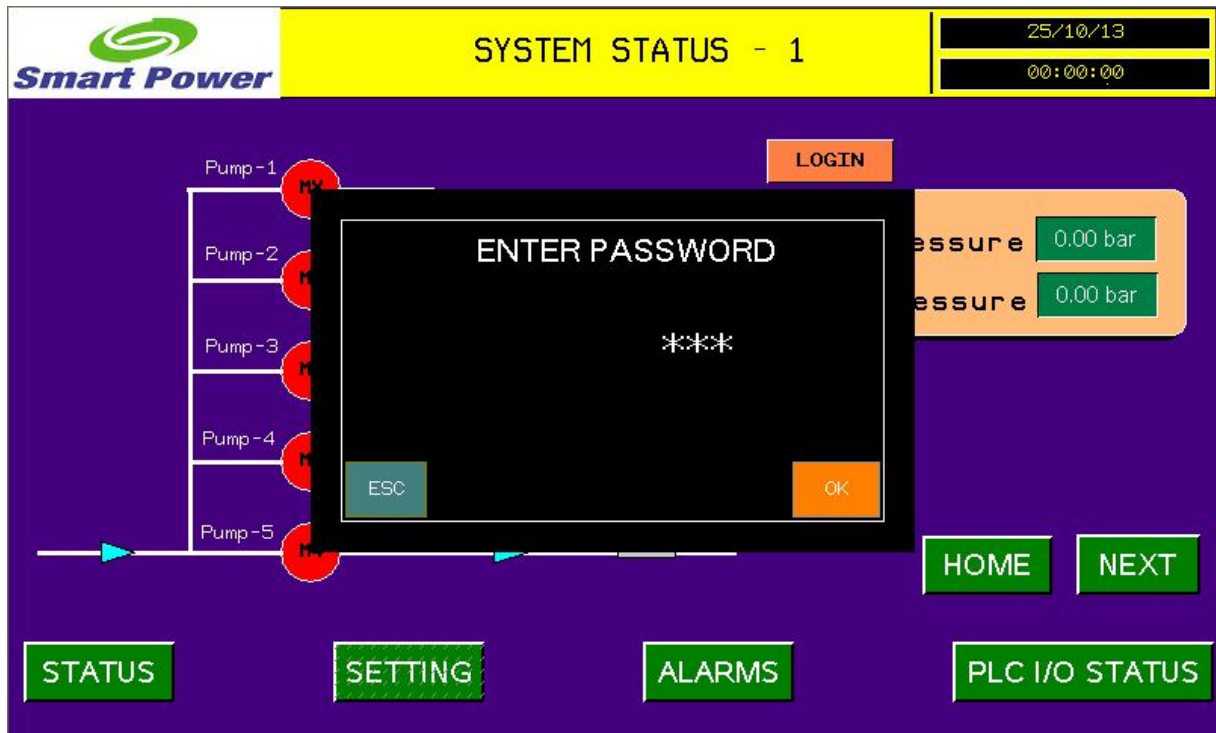 Smart Power
SYSTEM STATUS - 1
25/10/13
00:00:00
LOGIN
Pump-1
Pump-2
Pump-3
Pump-4
Pump-5
ENTER PASSWORD
***
ESC
OK
essure 0.00 bar
essure 0.00 bar
HOME
NEXT
STATUS
SETTING
ALARMS
PLC I/O STATUS